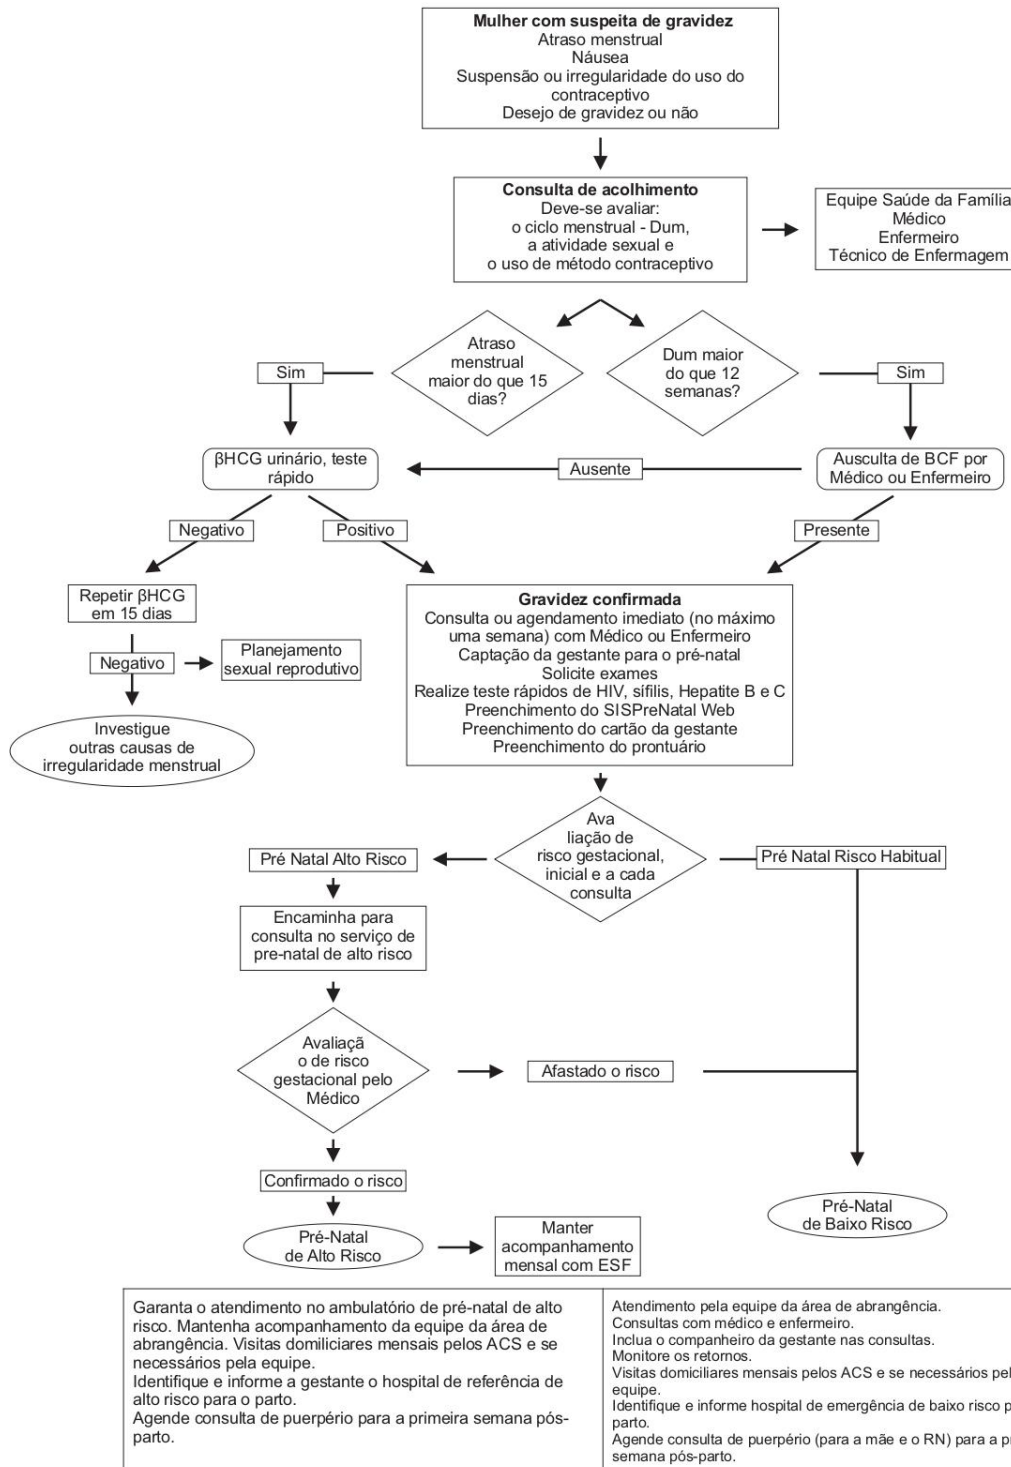 Mulher com suspeita de gravidez
Atraso menstrual
Náusea
Suspensão ou irregularidade do uso do
contraceptivo
Desejo de gravidez ou não
Consulta de acolhimento
Deve-se avaliar:
o ciclo menstrual - Dum,
a atividade sexual e
o uso de método contraceptivo
Equipe Saúde da Família
Médico
Enfermeiro
Técnico de Enfermagem
Atraso
menstrual
maior do que 15
dias?
Dum maior
do que 12
semanas?
Sim
Sim
βHCG urinário, teste
rápido
Ausente
Ausculta de BCF por
Médico ou Enfermeiro
Negativo
Positivo
Presente
Repetir βHCG
em 15 dias
Negativo
Planejamento
sexual reprodutivo
Investigue
outras causas de
irregularidade menstrual
Gravidez confirmada
Consulta ou agendamento imediato (no máximo
uma semana) com Médico ou Enfermeiro
Captação da gestante para o pré-natal
Solicite exames
Realize teste rápidos de HIV, sífilis, Hepatite B e C
Preenchimento do SISPreNatal Web
Preenchimento do cartão da gestante
Preenchimento do prontuário
Ava
liação de
risco gestacional,
inicial e a cada
consulta
Pré Natal Alto Risco
Pré Natal Risco Habitual
Encaminha para
consulta no serviço de
pre-natal de alto risco
Avaliaçã
o de risco
gestacional pelo
Médico
Afastado o risco
Confirmado o risco
Pré-Natal
de Alto Risco
Manter
acompanhamento
mensal com ESF
Pré-Natal
de Baixo Risco
Garanta o atendimento no ambulatório de pré-natal de alto
risco. Mantenha acompanhamento da equipe da área de
abrangência. Visitas domiliciares mensais pelos ACS e se
necessários pela equipe.
Identifique e informe a gestante o hospital de referência de
alto risco para o parto.
Agende consulta de puerpério para a primeira semana pós-
parto.
Atendimento pela equipe da área de abrangência.
Consultas com médico e enfermeiro.
Inclua o companheiro da gestante nas consultas.
Monitore os retornos.
Visitas domiciliares mensais pelos ACS e se necessários pel
equipe.
Identifique e informe hospital de emergência de baixo risco p
parto.
Agende consulta de puerpério (para a mãe e o RN) para a p
semana pós-parto.